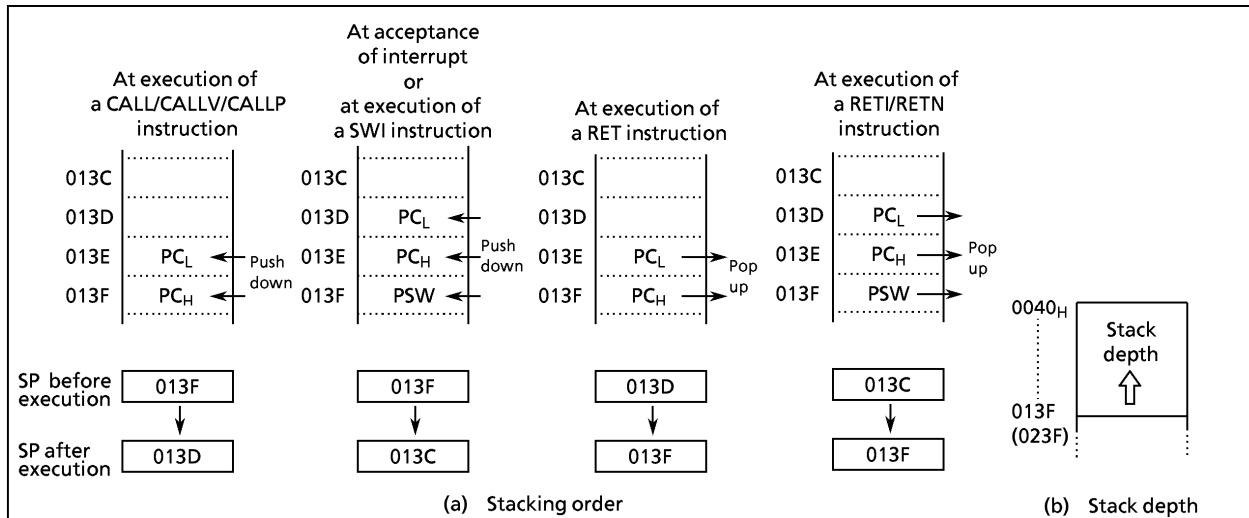 At execution of
a CALL/CALLV/CALLP
instruction
013C
013D
013E PCL
013F PCH
Push
down
At acceptance
of interrupt
or
at execution of
a SWI instruction
013C
013D PCL
013E PCH
013F PSW
Push
down
At execution of
a RET instruction
013C
013D
013E PCL
013F PCH
Pop
up
At execution of
a RETI/RETN
instruction
013C
013D PCL
013E PCH
013F PSW
Pop
up
SP before
execution
013F
013F
013D
013C
SP after
execution
013D
013C
013F
013F
(a) Stacking order
0040H
Stack
depth
013F
(023F)
(b) Stack depth